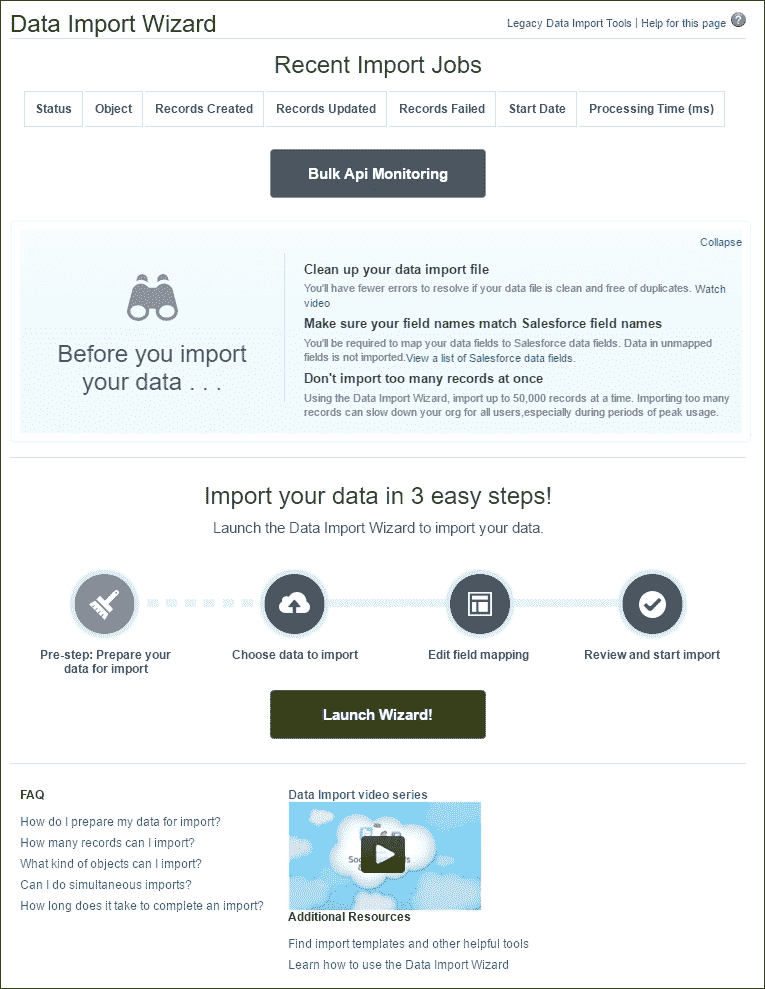 Data Import Wizard
Legacy Data Import Tools | Help for this page ?
Recent Import Jobs
Status Object Records Created Records Updated Records Failed Start Date Processing Time (ms)
Bulk Api Monitoring
Collapse
Before you import
your data . . .
Clean up your data import file
You'll have fewer errors to resolve if your data file is clean and free of duplicates. Watch
video
Make sure your field names match Salesforce field names
You'll be required to map your data fields to Salesforce data fields. Data in unmapped
fields is not imported.View a list of Salesforce data fields.
Don't import too many records at once
Using the Data Import Wizard, import up to 50,000 records at a time. Importing too many
records can slow down your org for all users,especially during periods of peak usage.
Import your data in 3 easy steps!
Launch the Data Import Wizard to import your data.
Pre-step: Prepare your
data for import
Choose data to import
Edit field mapping
Review and start import
Launch Wizard!
FAQ
How do I prepare my data for import?
How many records can I import?
What kind of objects can I import?
Can I do simultaneous imports?
How long does it take to complete an import?
Data Import video series
Additional Resources
Find import templates and other helpful tools
Learn how to use the Data Import Wizard